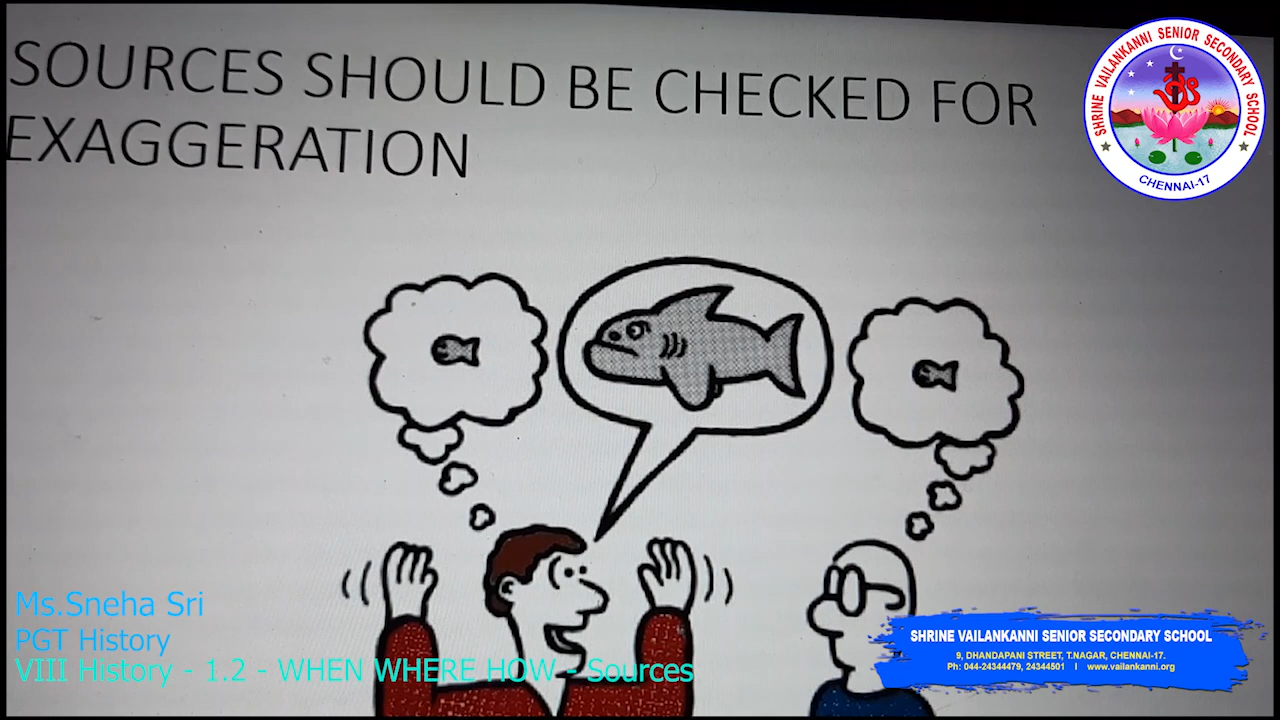 SOURCES SHOULD BE CHECKED FOR
EXAGGERATION
SHRINE VAILANKANNI SENIOR SECONDARY SCHOOL
CHENNAI-17
Ms.Sneha Sri
PGT History
VIII History - 1.2 - WHEN WHERE HOW - Sources
SHRINE VAILANKANNI SENIOR SECONDARY SCHOOL
9, DHANDAPANI STREET, T.NAGAR, CHENNAI-17.
Ph: 044-24344479, 24344501 I www.vailankanni.org